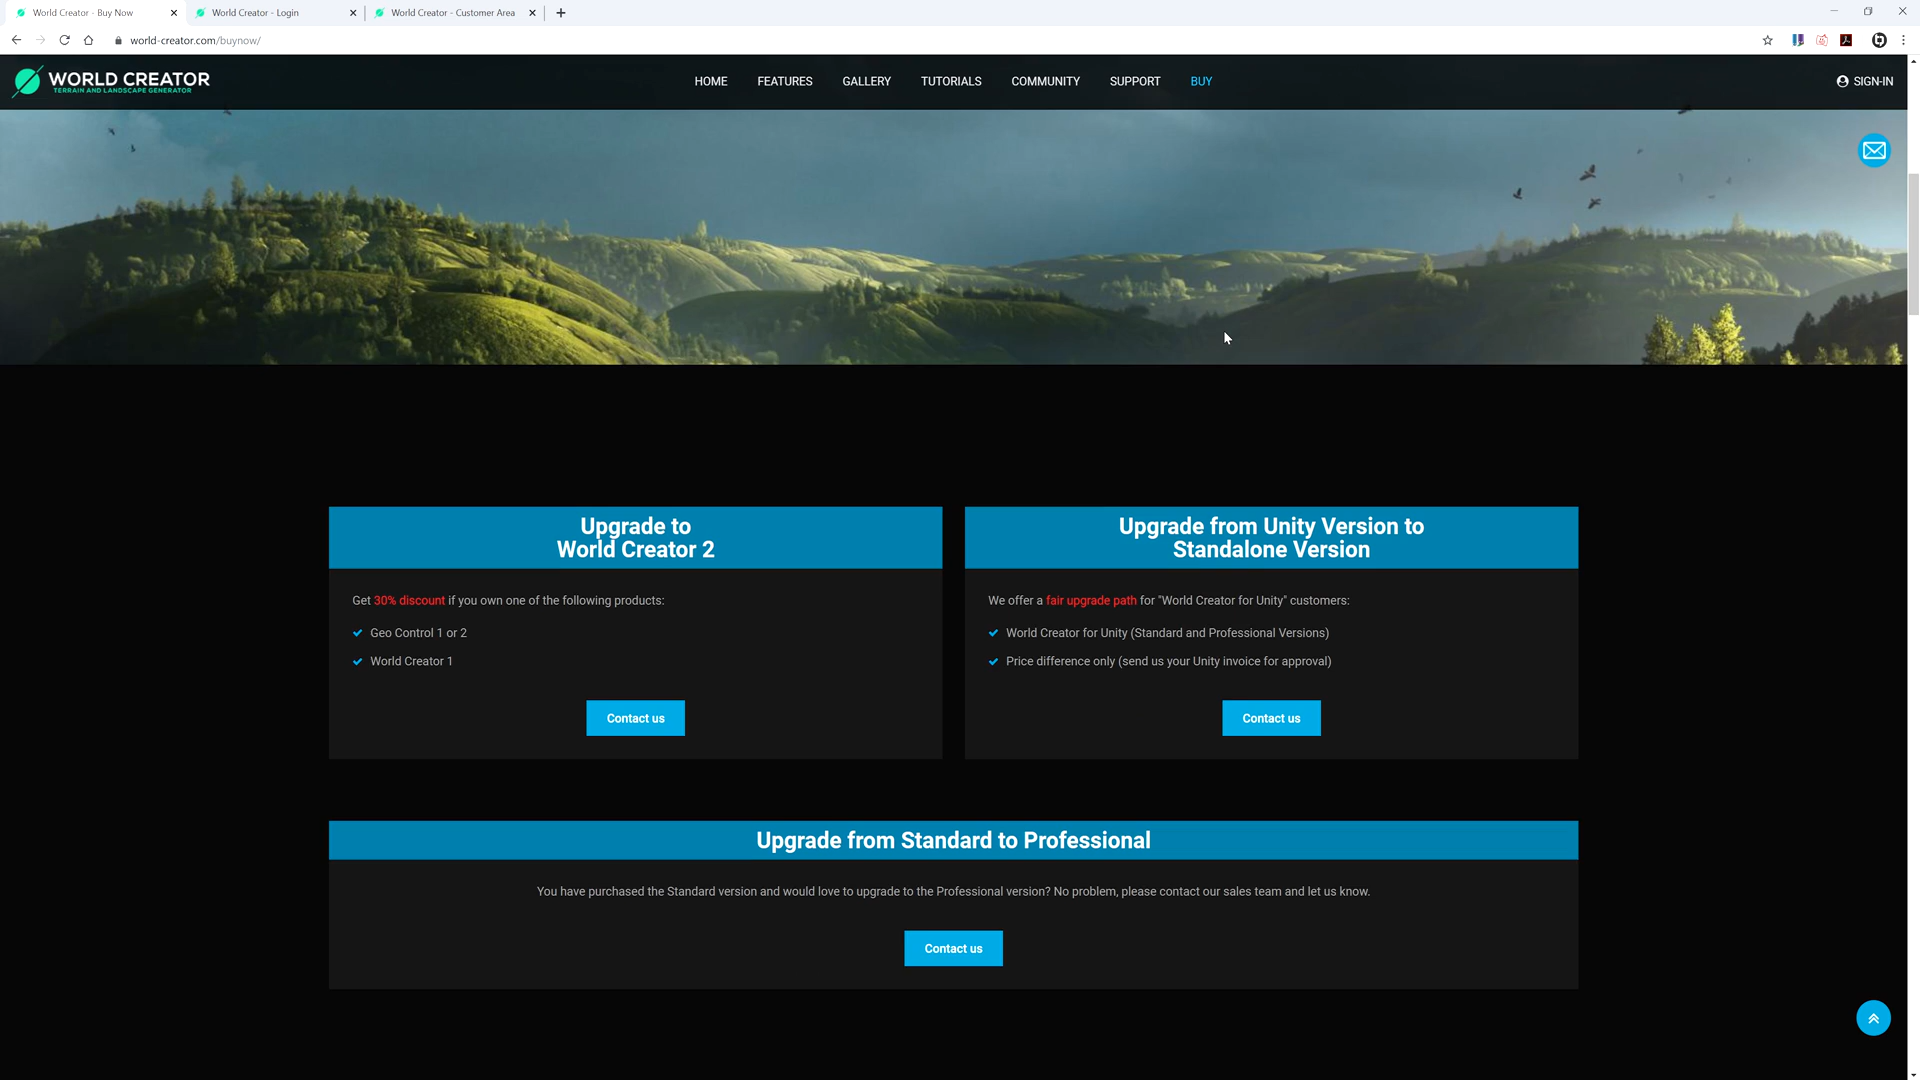 World Creator - Buy Now
World Creator - Login
World Creator - Customer Area
world-creator.com/buynow/
WORLD CREATOR
TERRAIN AND LANDSCAPE GENERATOR
HOME
FEATURES
GALLERY
TUTORIALS
COMMUNITY
SUPPORT
BUY
SIGN-IN
Upgrade to
World Creator 2
Get 30% discount if you own one of the following products:
Geo Control 1 or 2
World Creator 1
Contact us
Upgrade from Unity Version to
Standalone Version
We offer a fair upgrade path for "World Creator for Unity" customers:
World Creator for Unity (Standard and Professional Versions)
Price difference only (send us your Unity invoice for approval)
Contact us
Upgrade from Standard to Professional
You have purchased the Standard version and would love to upgrade to the Professional version? No problem, please contact our sales team and let us know.
Contact us